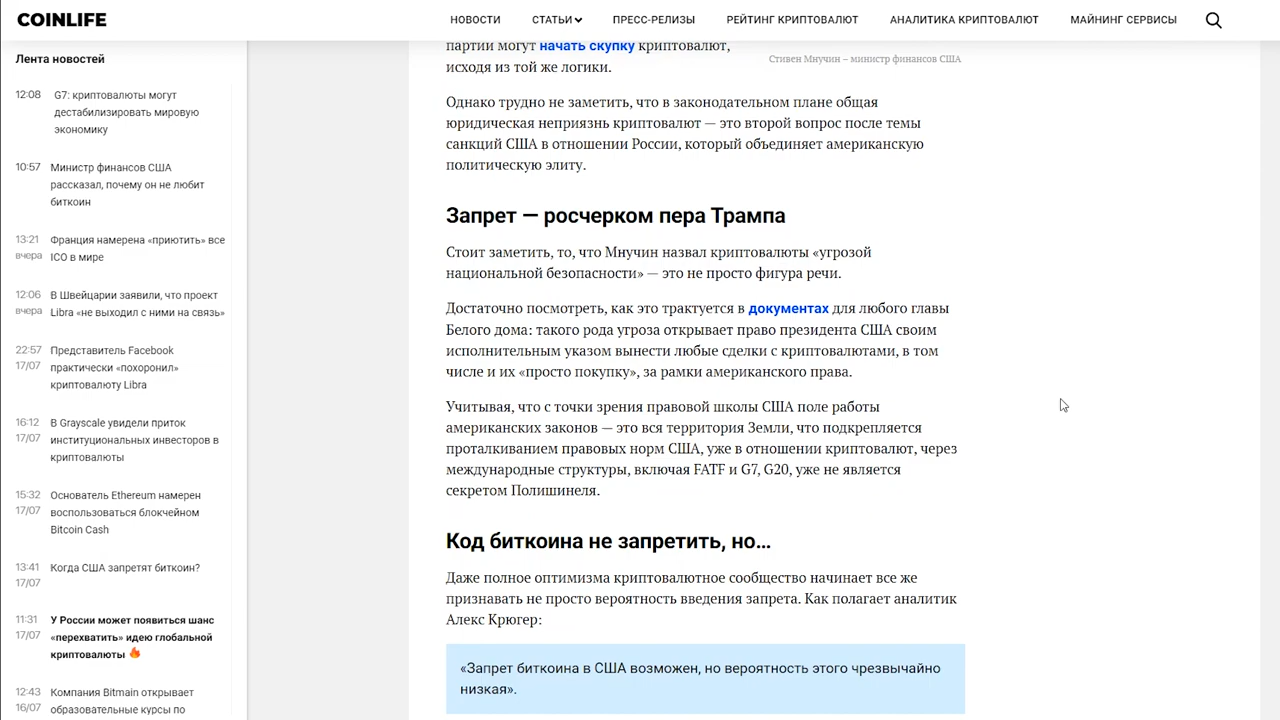 COINLIFE
НОВОСТИ
СТАТЬИ
ПРЕСС-РЕЛИЗЫ
РЕЙТИНГ КРИПТОВАЛЮТ
АНАЛИТИКА КРИПТОВАЛЮТ
МАЙНИНГ СЕРВИСЫ
Лента новостей
12:08
G7: криптовалюты могут
дестабилизировать мировую
экономику
10:57
Министр финансов США
рассказал, почему он не любит
биткоин
13:21
вчера
Франция намерена «приютить» все
ICO в мире
12:06
вчера
В Швейцарии заявили, что проект
Libra «не выходил с ними на связь»
22:57
17/07
Представитель Facebook
практически «похоронил»
криптовалюту Libra
16:12
17/07
В Grayscale увидели приток
институциональных инвесторов в
криптовалюты
15:32
17/07
Основатель Ethereum намерен
воспользоваться блокчейном
Bitcoin Cash
13:41
17/07
Когда США запретят биткоин?
11:31
17/07
У России может появиться шанс
«перехватить» идею глобальной
криптовалюты
12:43
16/07
Компания Bitmain открывает
образовательные курсы по
партии могут начать скупку криптовалют,
исходя из той же логики.
Стивен Мнучин – министр финансов США
Однако трудно не заметить, что в законодательном плане общая
юридическая неприязнь криптовалют — это второй вопрос после темы
санкций США в отношении России, который объединяет американскую
политическую элиту.
Запрет — росчерком пера Трампа
Стоит заметить, то, что Мнучин назвал криптовалюты «угрозой
национальной безопасности» — это не просто фигура речи.
Достаточно посмотреть, как это трактуется в документах для любого главы
Белого дома: такого рода угроза открывает право президента США своим
исполнительным указом вынести любые сделки с криптовалютами, в том
числе и их «просто покупку», за рамки американского права.
Учитывая, что с точки зрения правовой школы США поле работы
американских законов — это вся территория Земли, что подкрепляется
проталкиванием правовых норм США, уже в отношении криптовалют, через
международные структуры, включая FATF и G7, G20, уже не является
секретом Полишинеля.
Код биткоина не запретить, но...
Даже полное оптимизма криптовалютное сообщество начинает все же
признавать не просто вероятность введения запрета. Как полагает аналитик
Алекс Крюгер:
«Запрет биткоина в США возможен, но вероятность этого чрезвычайно
низкая».